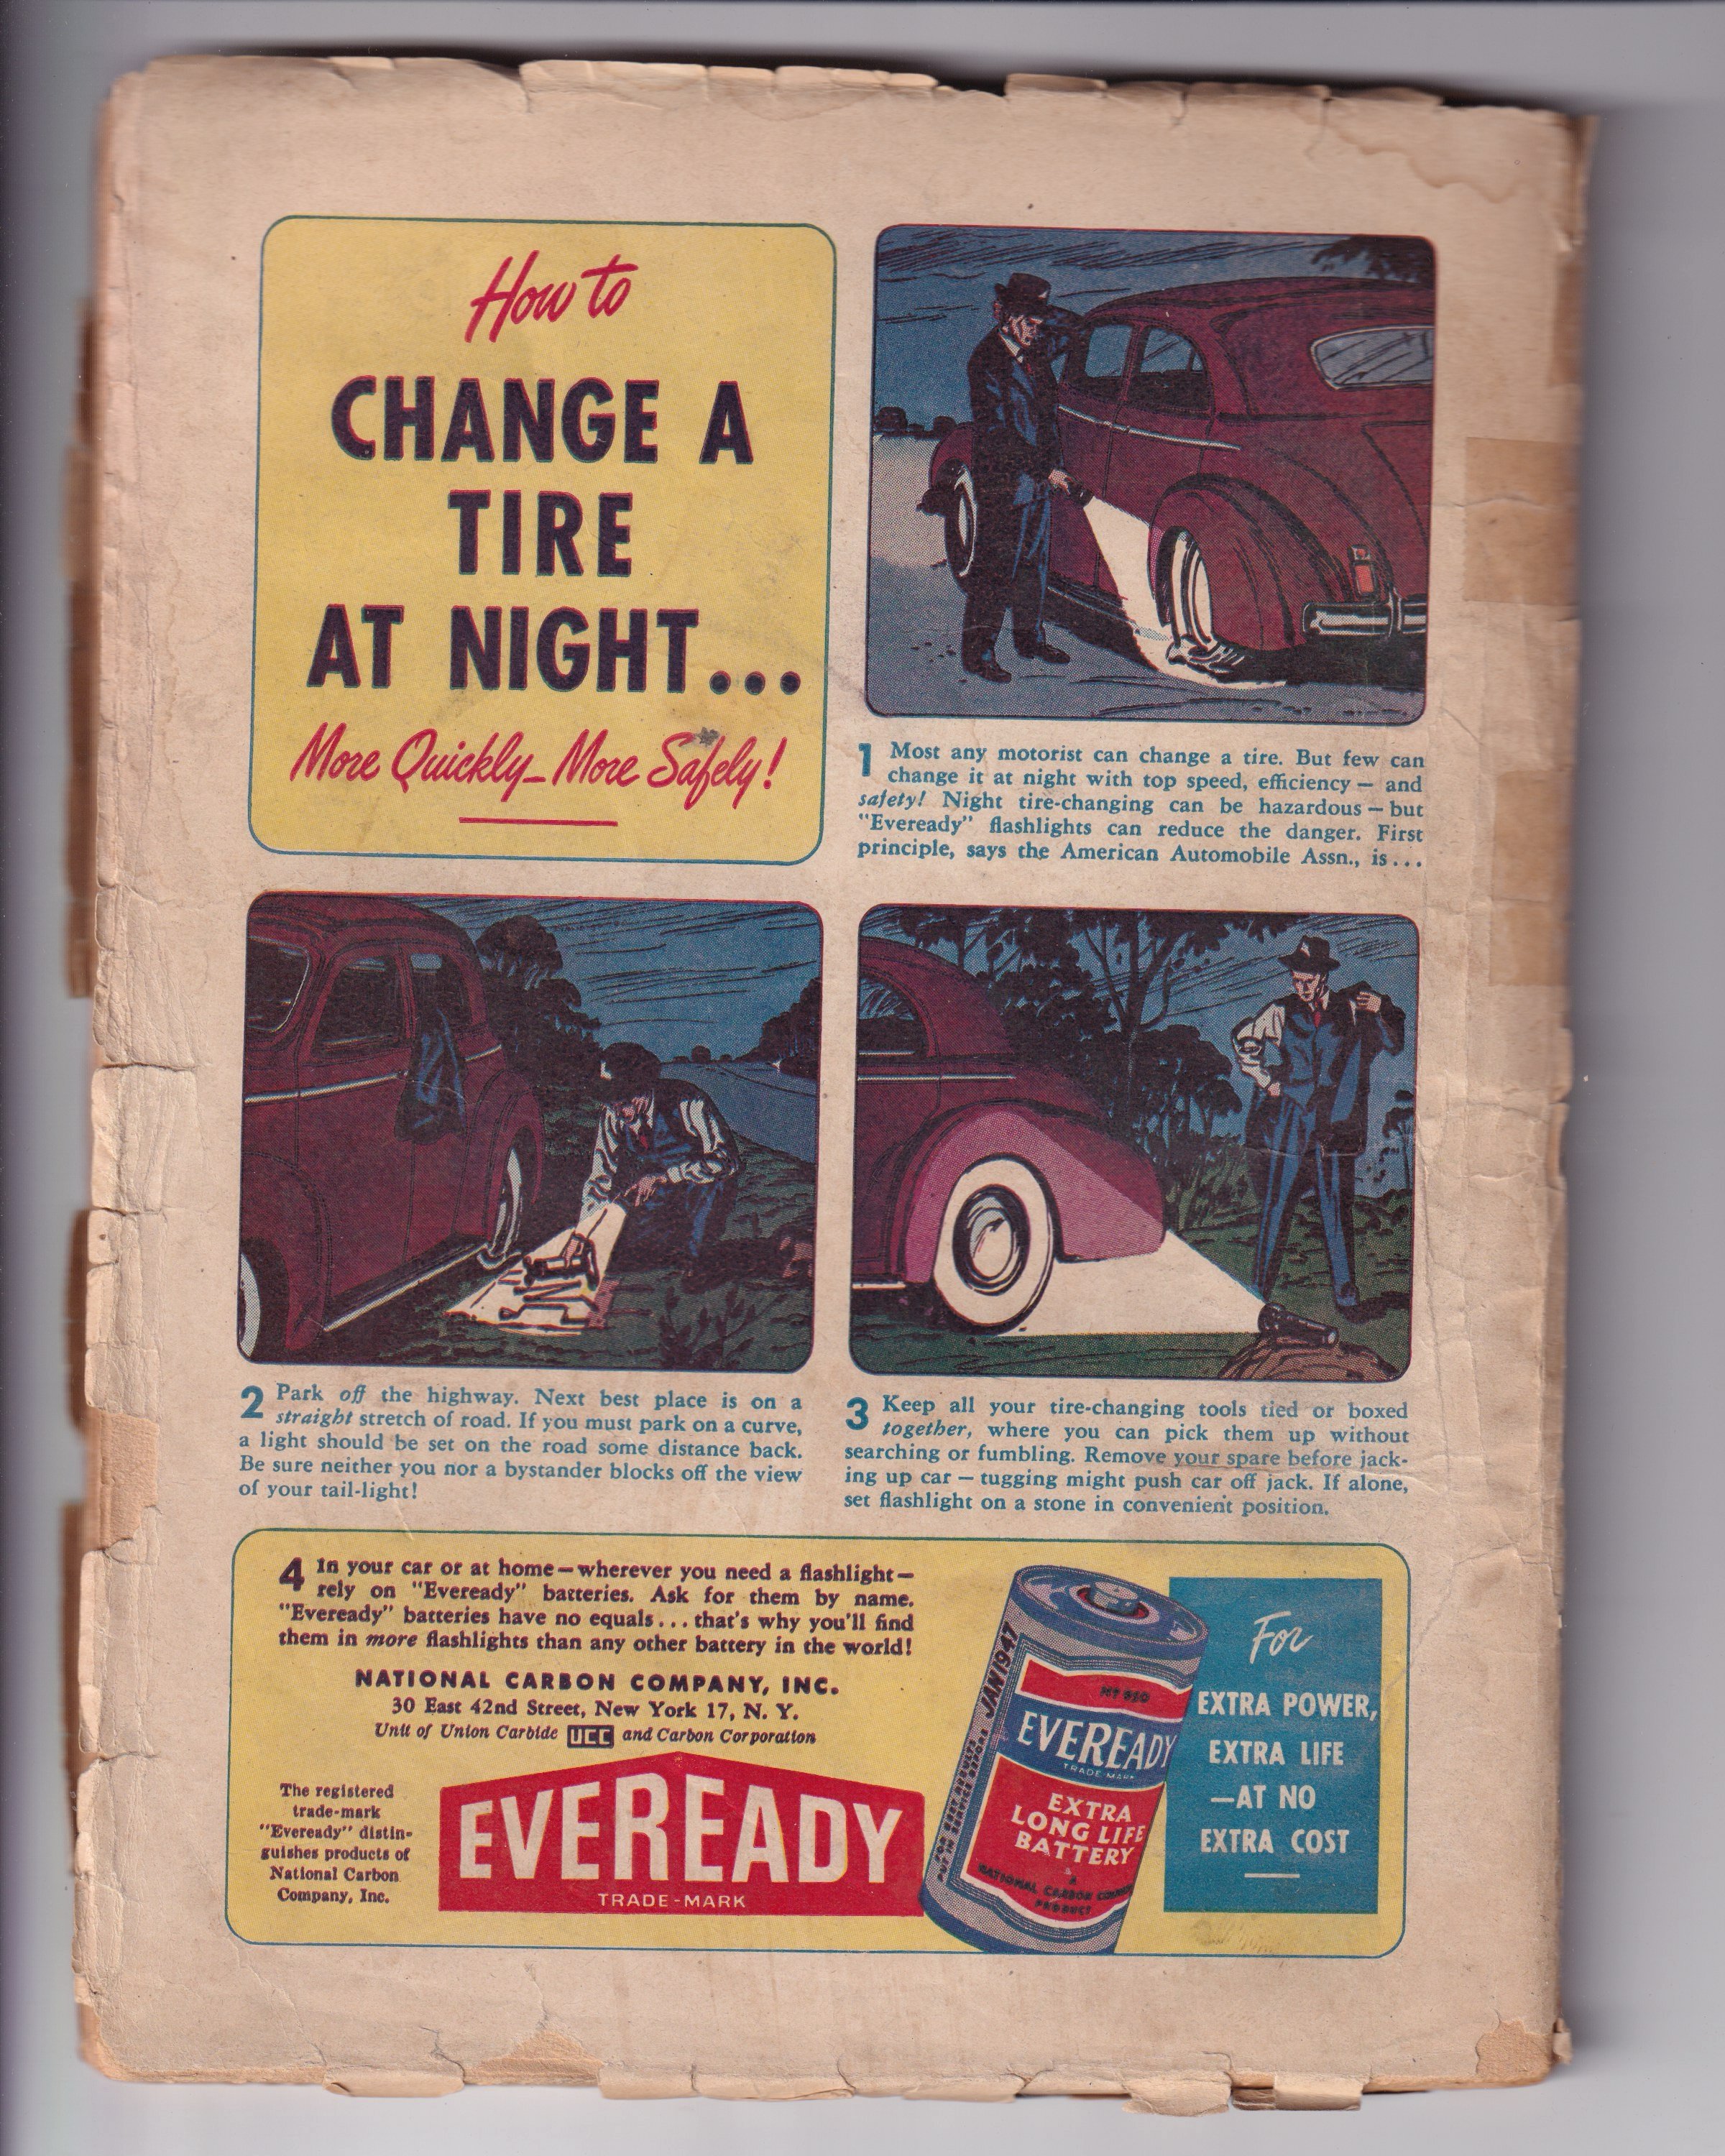 How to
CHANGE A
TIRE
AT NIGHT...
More Quickly—More Safely!
1 Most any motorist can change a tire. But few can
change it at night with top speed, efficiency — and
safety! Night tire-changing can be hazardous — but
"Eveready" flashlights can reduce the danger. First
principle, says the American Automobile Assn., is...
2 Park off the highway. Next best place is on a
straight stretch of road. If you must park on a curve,
a light should be set on the road some distance back.
Be sure neither you nor a bystander blocks off the view
of your tail-light!
3 Keep all your tire-changing tools tied or boxed
together, where you can pick them up without
searching or fumbling. Remove your spare before jack-
ing up car — tugging might push car off jack. If alone,
set flashlight on a stone in convenient position.
4 In your car or at home — wherever you need a flashlight —
rely on "Eveready" batteries. Ask for them by name.
"Eveready" batteries have no equals... that's why you'll find
them in more flashlights than any other battery in the world!
NATIONAL CARBON COMPANY, INC.
30 East 42nd Street, New York 17, N. Y.
Unit of Union Carbide UCC and Carbon Corporation
The registered
trade-mark
"Eveready" distin-
guishes products of
National Carbon
Company, Inc.
EVEREADY
TRADE-MARK
JAN 1947
No 950
EVEREADY
TRADE-MARK
EXTRA
LONG LIFE
BATTERY
A
NATIONAL CARBON COMPANY
PRODUCT
For
EXTRA POWER,
EXTRA LIFE
—AT NO
EXTRA COST